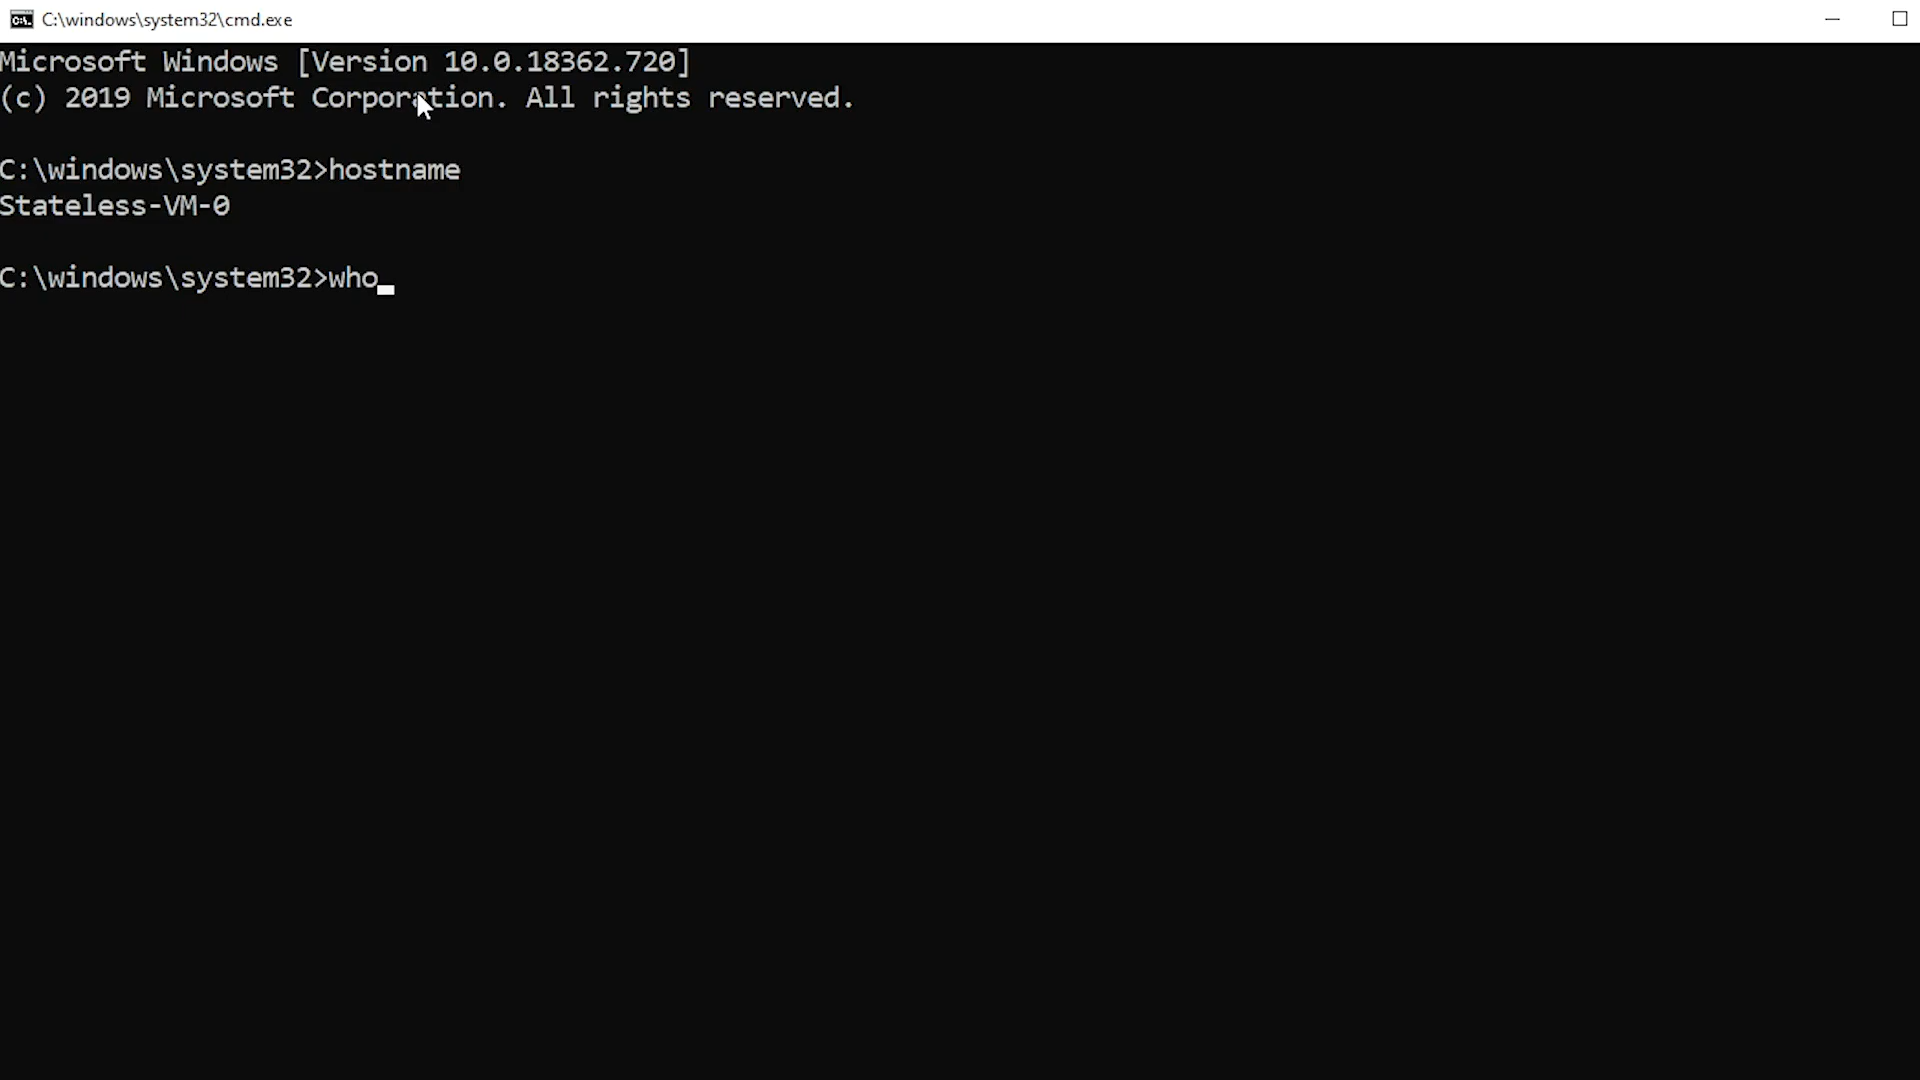 C:\windows\system32\cmd.exe
Microsoft Windows [Version 10.0.18362.720]
(c) 2019 Microsoft Corporation. All rights reserved.
C:\windows\system32>hostname
Stateless-VM-0
C:\windows\system32>who